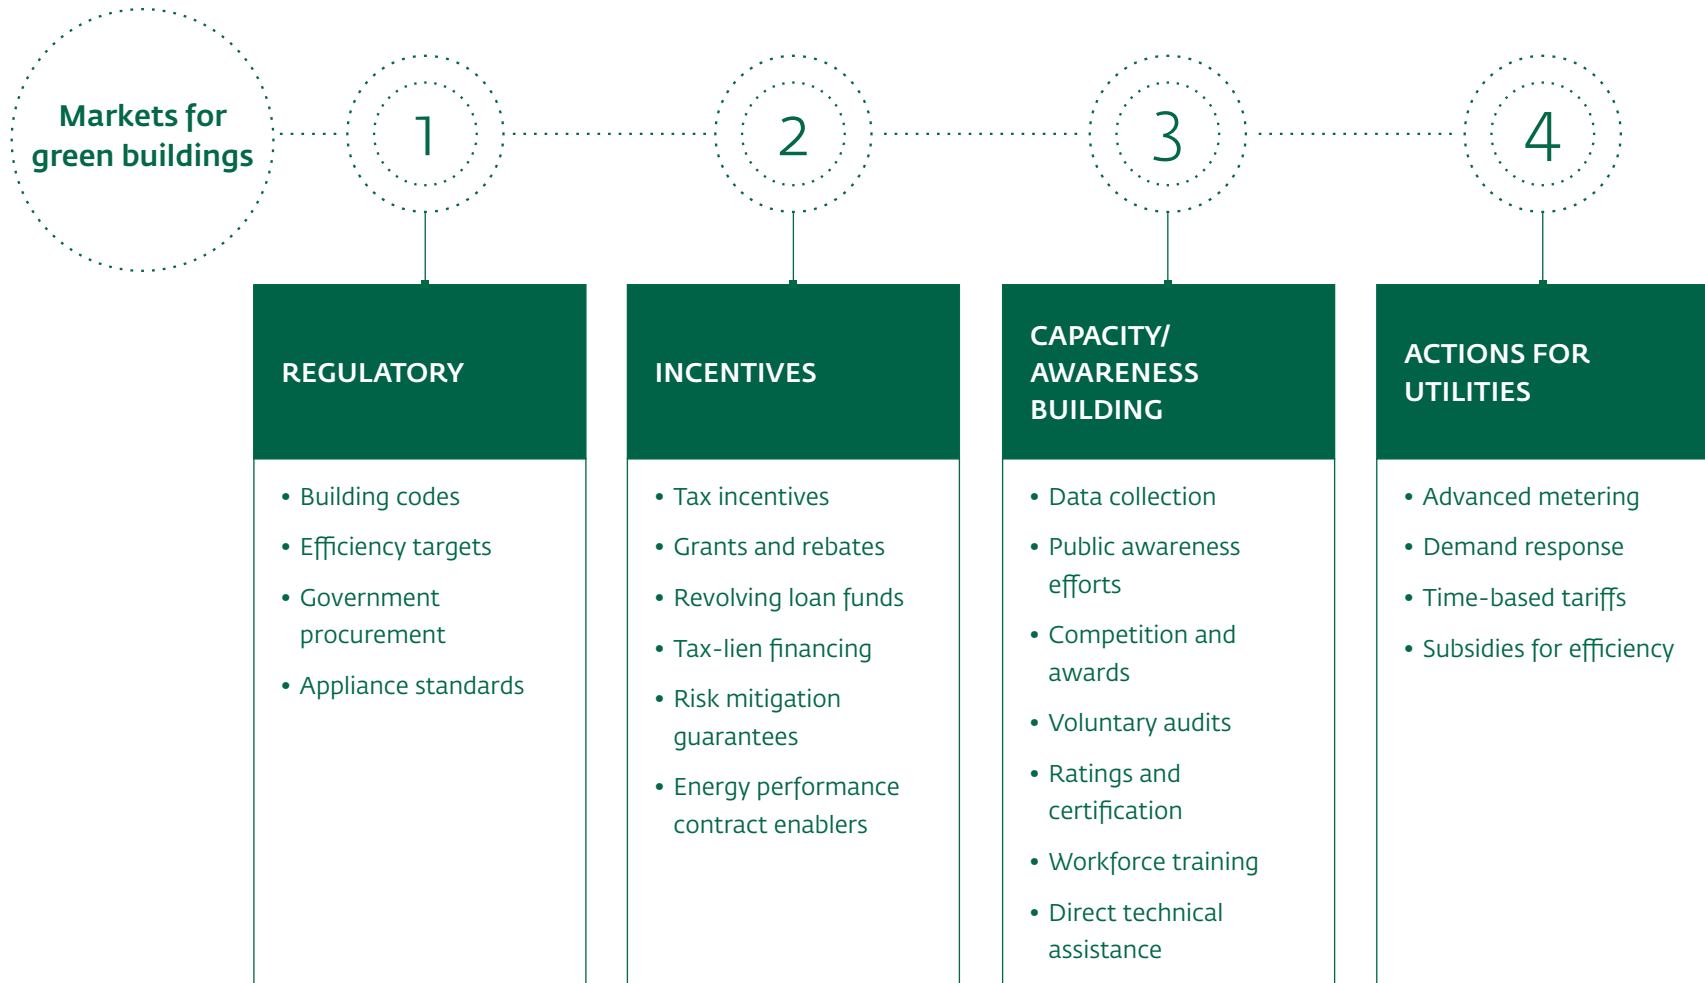 Markets for
green buildings
1
2
3
4
REGULATORY
• Building codes
• Efficiency targets
• Government
procurement
• Appliance standards
INCENTIVES
• Tax incentives
• Grants and rebates
• Revolving loan funds
• Tax-lien financing
• Risk mitigation
guarantees
• Energy performance
contract enablers
CAPACITY/
AWARENESS
BUILDING
• Data collection
• Public awareness
efforts
• Competition and
awards
• Voluntary audits
• Ratings and
certification
• Workforce training
• Direct technical
assistance
ACTIONS FOR
UTILITIES
• Advanced metering
• Demand response
• Time-based tariffs
• Subsidies for efficiency